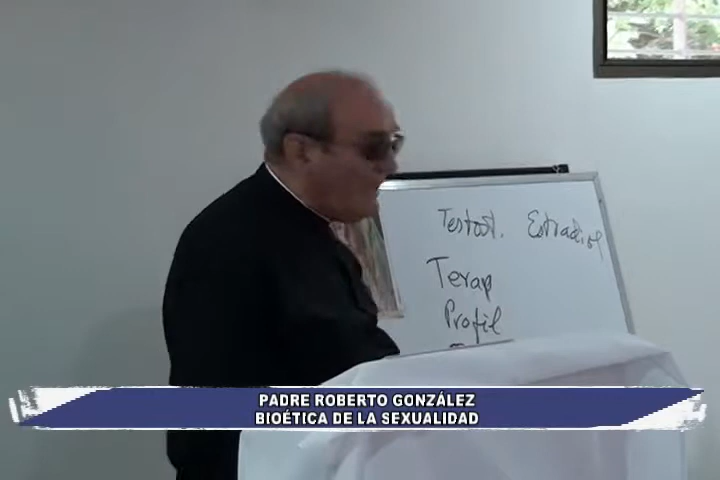 Testost. Estradiol
Terap
Profil
PADRE ROBERTO GONZÁLEZ
BIOÉTICA DE LA SEXUALIDAD